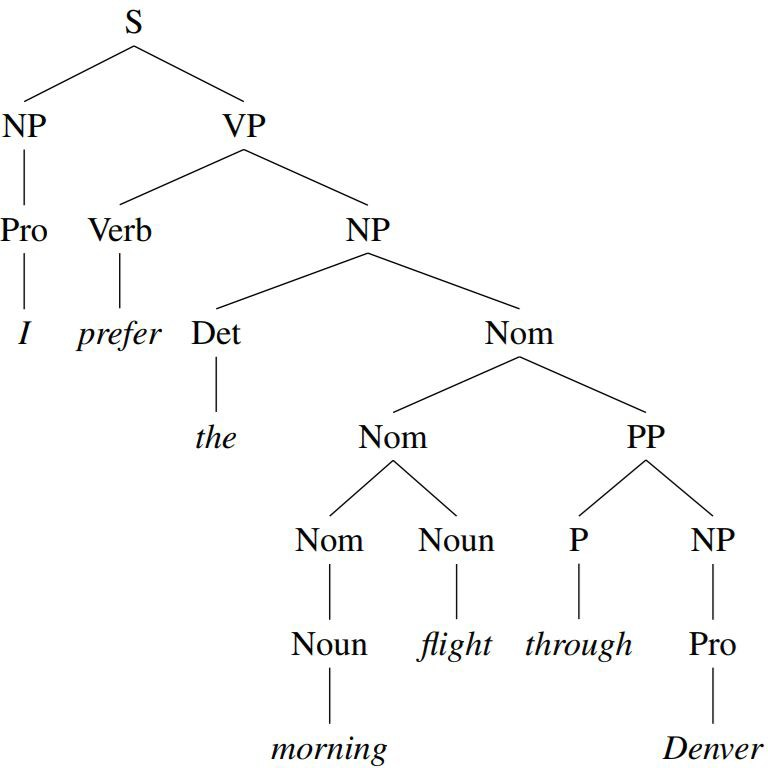 S
NP VP
Pro Verb NP
I prefer Det Nom
the Nom PP
Nom Noun P NP
Noun flight through Pro
morning Denver